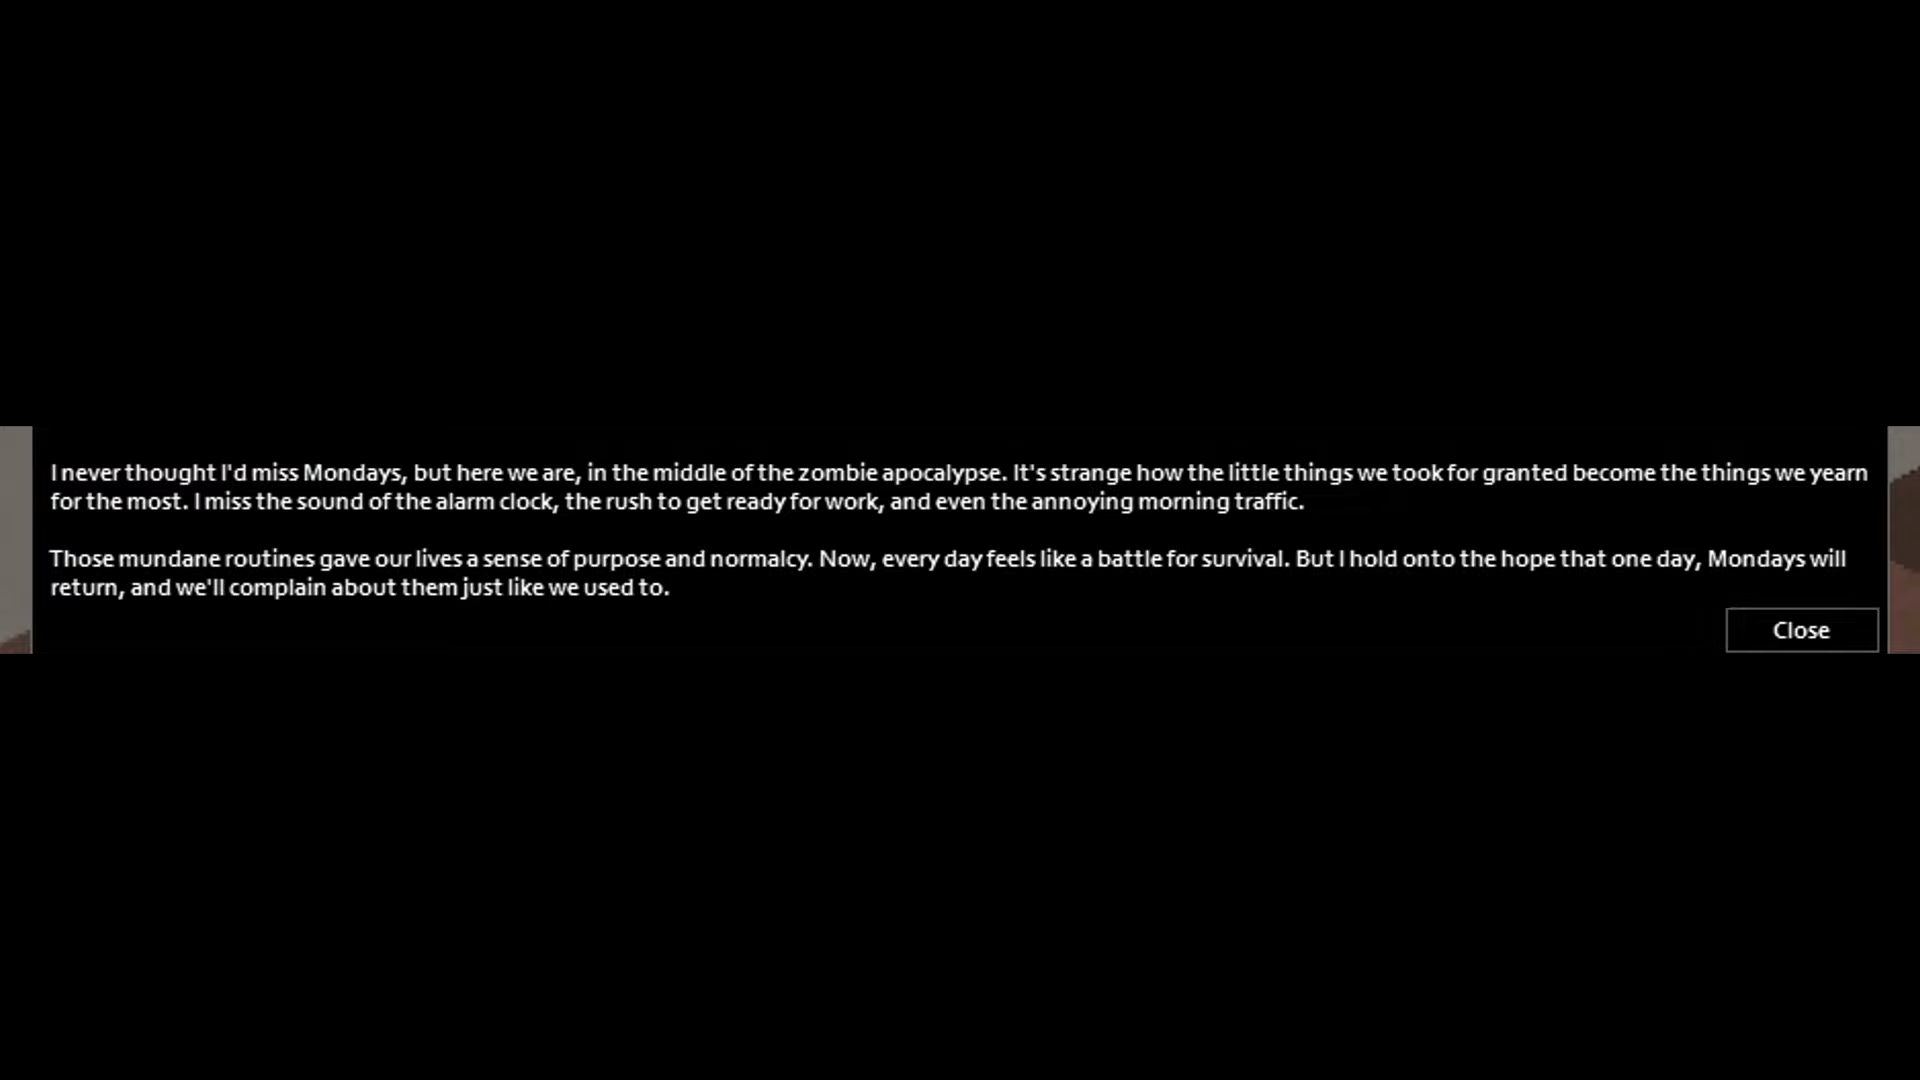 I never thought I'd miss Mondays, but here we are, in the middle of the zombie apocalypse. It's strange how the little things we took for granted become the things we yearn
for the most. I miss the sound of the alarm clock, the rush to get ready for work, and even the annoying morning traffic.
Those mundane routines gave our lives a sense of purpose and normalcy. Now, every day feels like a battle for survival. But I hold onto the hope that one day, Mondays will
return, and we'll complain about them just like we used to.
Close